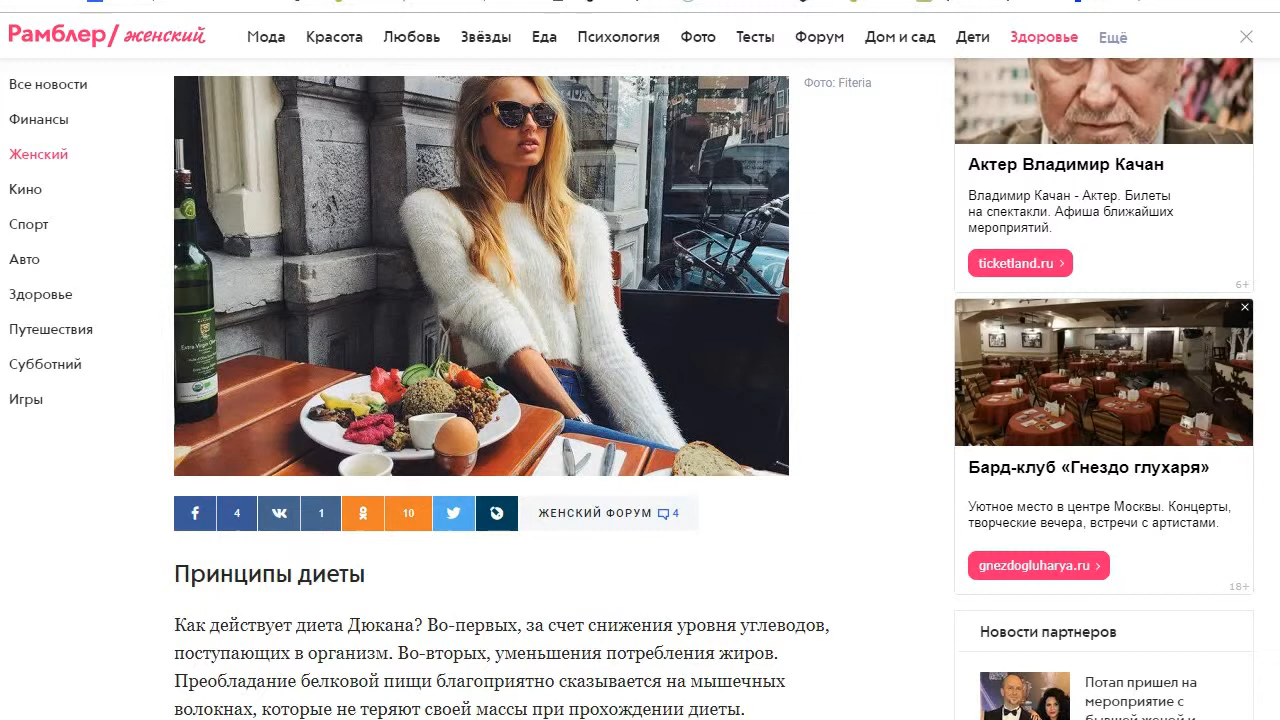 Рамблер/ женский
Мода Красота Любовь Звёзды Еда Психология Фото Тесты Форум Дом и сад Дети Здоровье Ещё
Все новости
Финансы
Женский
Кино
Спорт
Авто
Здоровье
Путешествия
Субботний
Игры
Фото: Fiteria
4
1
10
ЖЕНСКИЙ ФОРУМ 4
Принципы диеты
Как действует диета Дюкана? Во-первых, за счет снижения уровня углеводов,
поступающих в организм. Во-вторых, уменьшения потребления жиров.
Преобладание белковой пищи благоприятно сказывается на мышечных
волокнах, которые не теряют своей массы при прохождении диеты.
Актер Владимир Качан
Владимир Качан - Актер. Билеты
на спектакли. Афиша ближайших
мероприятий.
ticketland.ru
6+
Бард-клуб «Гнездо глухаря»
Уютное место в центре Москвы. Концерты,
творческие вечера, встречи с артистами.
gnezdogluharya.ru
18+
Новости партнеров
Потап пришел на
мероприятие с
бывшей женой и